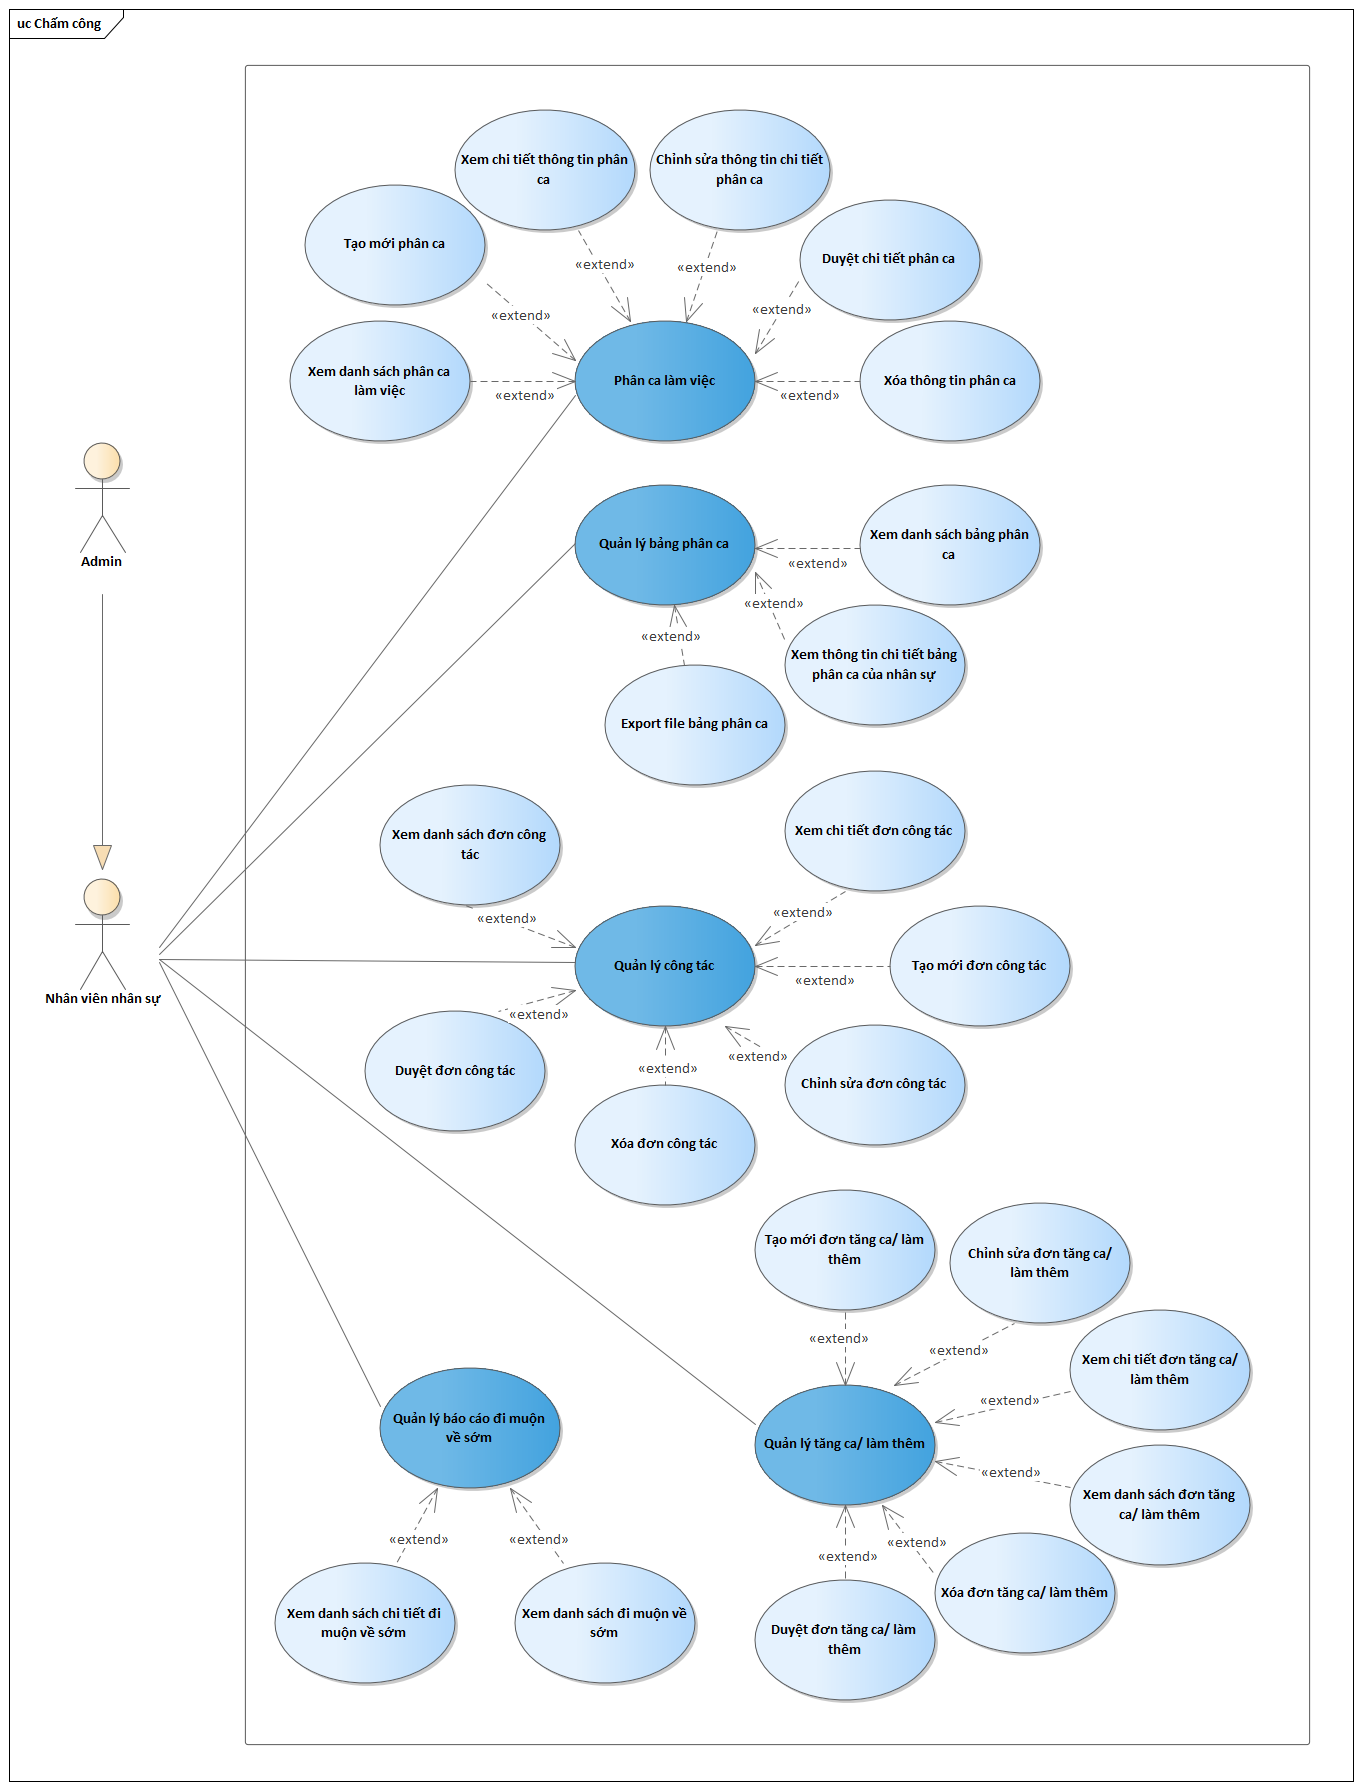 uc Chấm công
Xem chi tiết thông tin phân
ca
Chỉnh sửa thông tin chi tiết
phân ca
Tạo mới phân ca
Duyệt chi tiết phân ca
«extend»
«extend»
«extend»
«extend»
Xem danh sách phân ca
làm việc
«extend»
Phân ca làm việc
«extend»
Xóa thông tin phân ca
Admin
Quản lý bảng phân ca
«extend»
Xem danh sách bảng phân
ca
«extend»
«extend»
Xem thông tin chi tiết bảng
phân ca của nhân sự
Export file bảng phân ca
Xem danh sách đơn công
tác
Xem chi tiết đơn công tác
«extend»
«extend»
Quản lý công tác
«extend»
Tạo mới đơn công tác
Nhân viên nhân sự
«extend»
«extend»
«extend»
Duyệt đơn công tác
Chỉnh sửa đơn công tác
Xóa đơn công tác
Tạo mới đơn tăng ca/ làm
thêm
Chỉnh sửa đơn tăng ca/
làm thêm
«extend»
«extend»
Xem chi tiết đơn tăng ca/
làm thêm
«extend»
Quản lý báo cáo đi muộn
về sớm
Quản lý tăng ca/ làm thêm
«extend»
Xem danh sách đơn tăng
ca/ làm thêm
«extend»
«extend»
«extend»
«extend»
Xóa đơn tăng ca/ làm thêm
Xem danh sách chi tiết đi
muộn về sớm
Xem danh sách đi muộn về
sớm
Duyệt đơn tăng ca/ làm
thêm